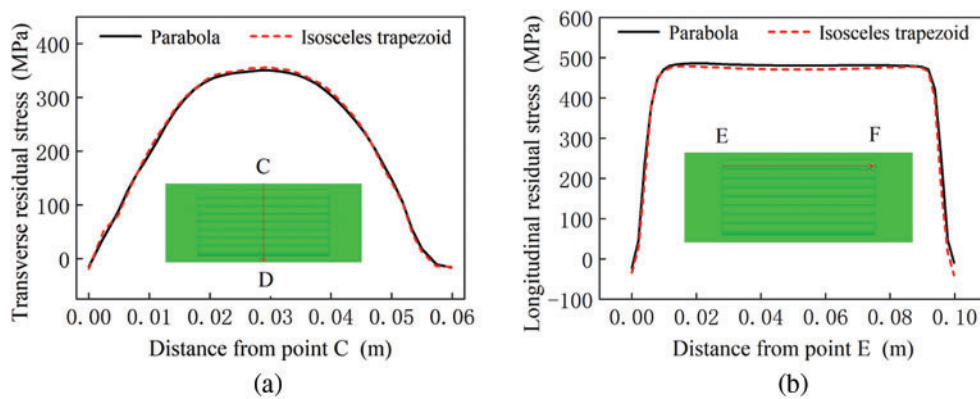 Transverse residual stress (MPa)
400
300
200
100
0
Parabola
Isosceles trapezoid
C
D
0.00 0.01 0.02 0.03 0.04 0.05 0.06
Distance from point C (m)
(a)
Longitudinal residual stress (MPa)
600
500
400
300
200
100
0
−100
Parabola
Isosceles trapezoid
E
F
0.00 0.02 0.04 0.06 0.08 0.10
Distance from point E (m)
(b)